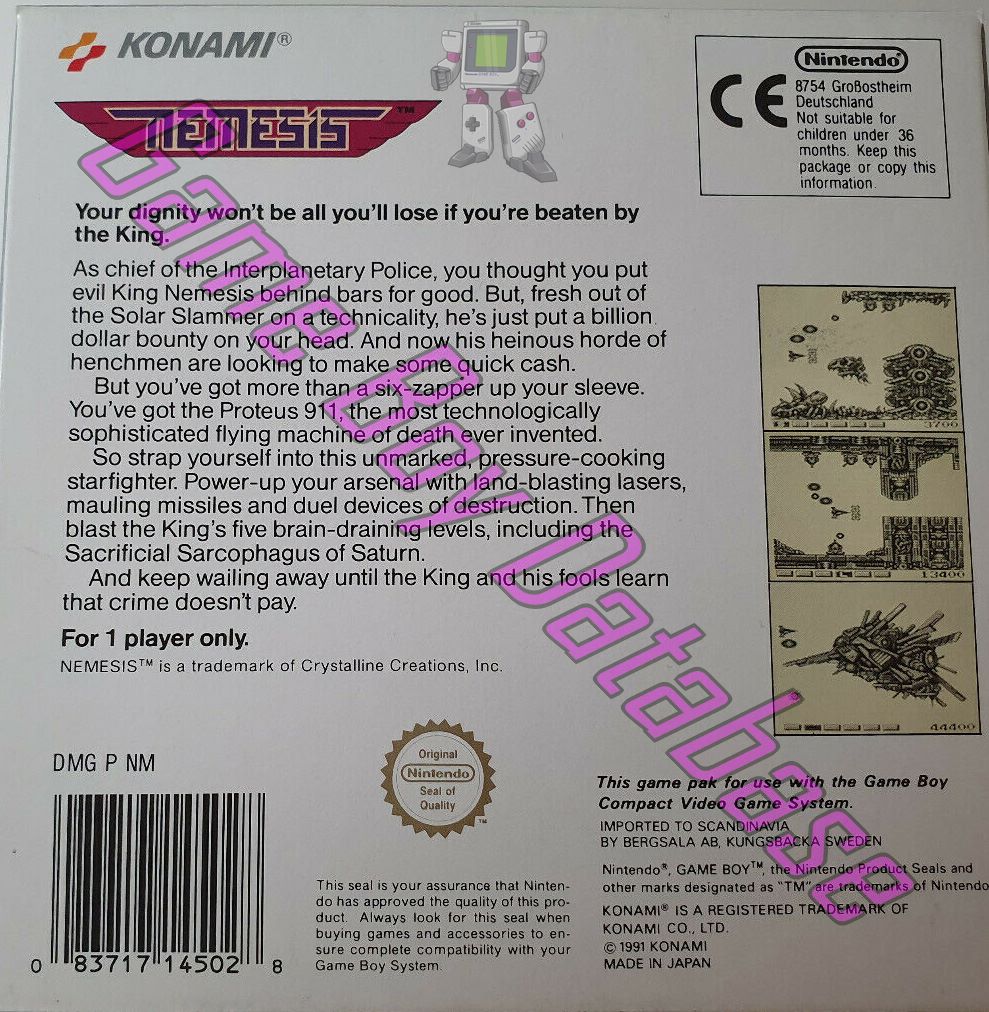 KONAMI®
NEMESIS™
Nintendo®
CE
8754 Großostheim
Deutschland
Not suitable for
children under 36
months. Keep this
package or copy this
information.
Your dignity won't be all you'll lose if you're beaten by
the King.
As chief of the Interplanetary Police, you thought you put
evil King Nemesis behind bars for good. But, fresh out of
the Solar Slammer on a technicality, he's just put a billion
dollar bounty on your head. And now his heinous horde of
henchmen are looking to make some quick cash.
But you've got more than a six-zapper up your sleeve.
You've got the Proteus 911, the most technologically
sophisticated flying machine of death ever invented.
So strap yourself into this unmarked, pressure-cooking
starfighter. Power-up your arsenal with land-blasting lasers,
mauling missiles and duel devices of destruction. Then
blast the King's five brain-draining levels, including the
Sacrificial Sarcophagus of Saturn.
And keep wailing away until the King and his fools learn
that crime doesn't pay.
For 1 player only.
NEMESIS™ is a trademark of Crystalline Creations, Inc.
3700
13400
44400
Game Boy Database
DMG P NM
0 83717 14502 8
Original
Nintendo
Seal of
Quality
™
This seal is your assurance that Ninten-
do has approved the quality of this pro-
duct. Always look for this seal when
buying games and accessories to en-
sure complete compatibility with your
Game Boy System.
This game pak for use with the Game Boy
Compact Video Game System.
IMPORTED TO SCANDINAVIA
BY BERGSALA AB, KUNGSBACKA SWEDEN
Nintendo®, GAME BOY™, the Nintendo Product Seals and
other marks designated as "TM" are trademarks of Nintendo
KONAMI® IS A REGISTERED TRADEMARK OF
KONAMI CO., LTD.
© 1991 KONAMI
MADE IN JAPAN